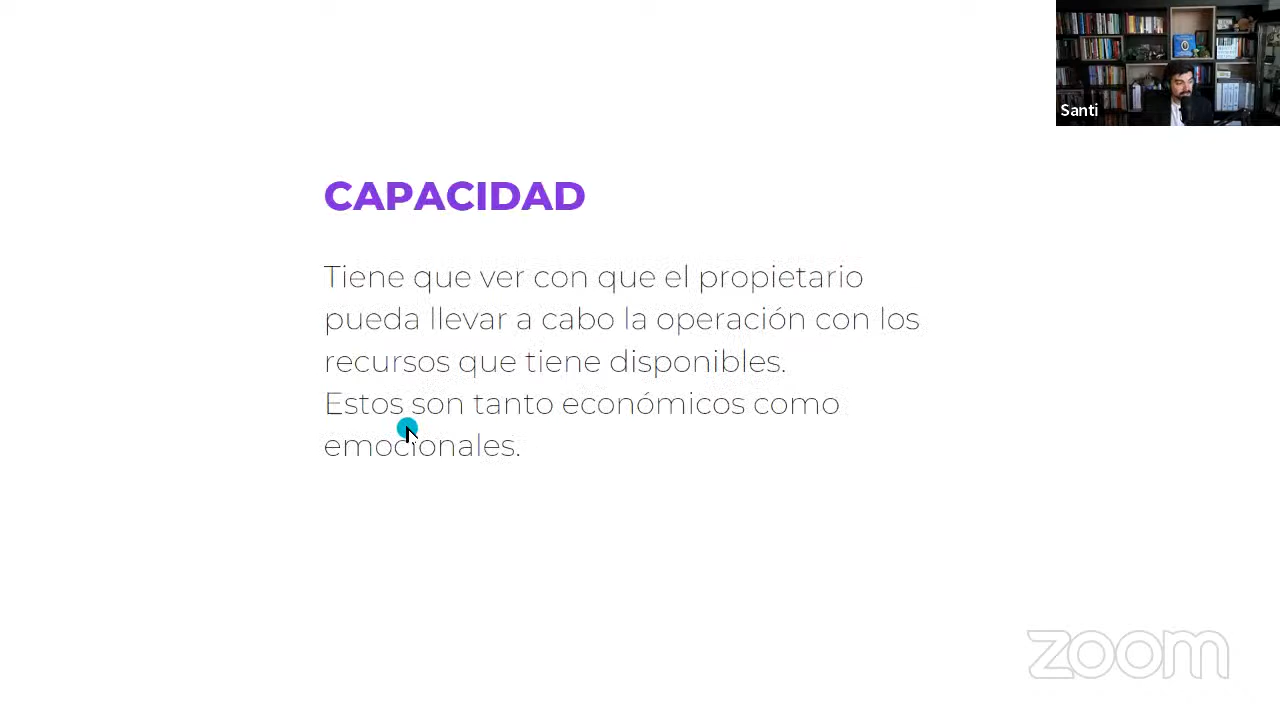 Santi
CAPACIDAD
Tiene que ver con que el propietario
pueda llevar a cabo la operación con los
recursos que tiene disponibles.
Estos son tanto económicos como
emocionales.
zoom